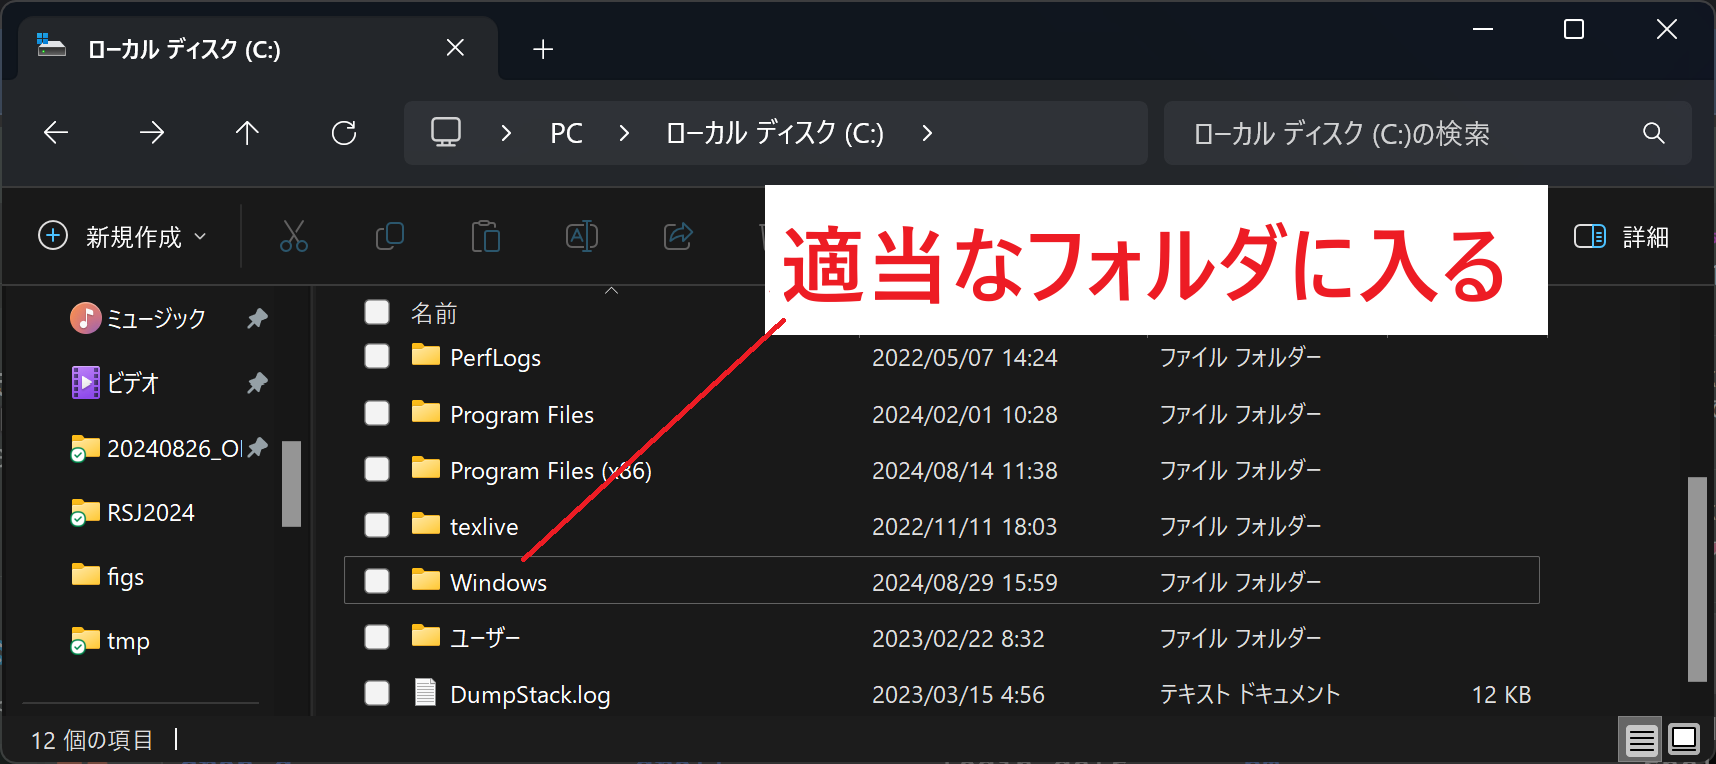 ローカル ディスク (C:)
PC
ローカル ディスク (C:)
ローカル ディスク (C:)の検索
新規作成
適当なフォルダに入る
詳細
ミュージック
ビデオ
20240826_O
RSJ2024
figs
tmp
名前
PerfLogs 2022/05/07 14:24 ファイル フォルダー
Program Files 2024/02/01 10:28 ファイル フォルダー
Program Files (x86) 2024/08/14 11:38 ファイル フォルダー
texlive 2022/11/11 18:03 ファイル フォルダー
Windows 2024/08/29 15:59 ファイル フォルダー
ユーザー 2023/02/22 8:32 ファイル フォルダー
DumpStack.log 2023/03/15 4:56 テキスト ドキュメント 12 KB
12 個の項目